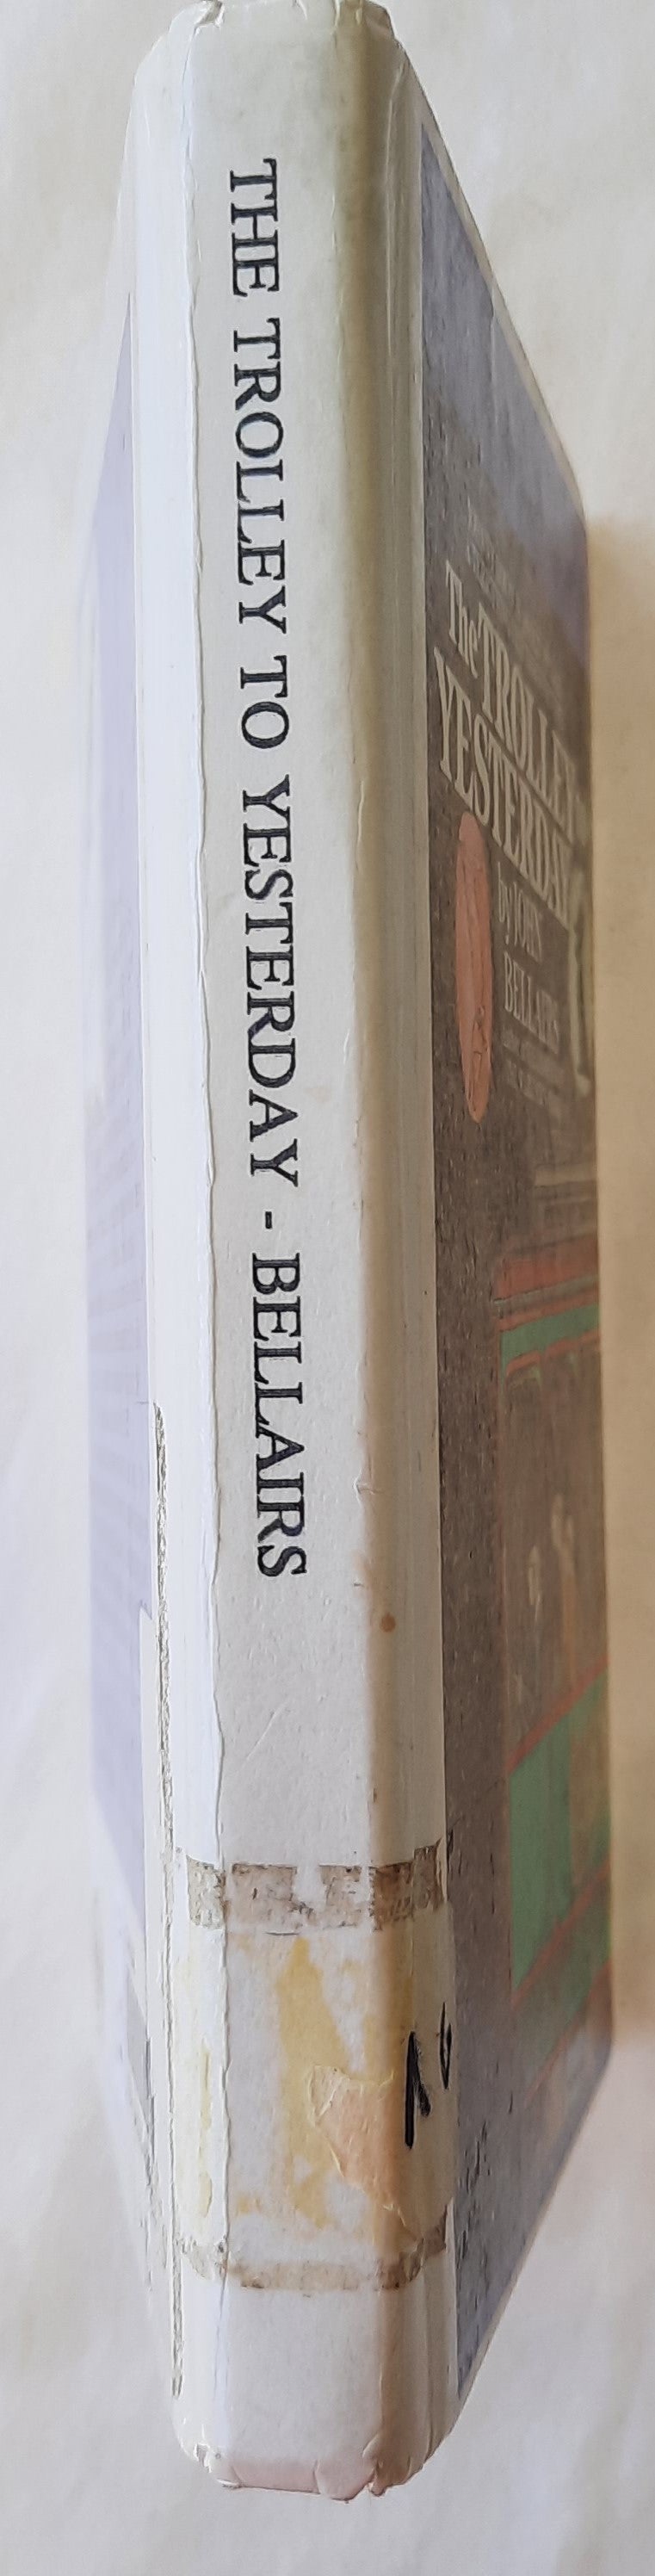 THE TROLLEY TO YESTERDAY - BELLAIRS
The TROLLEY
YESTERDAY
by JOHN
BELLAIRS